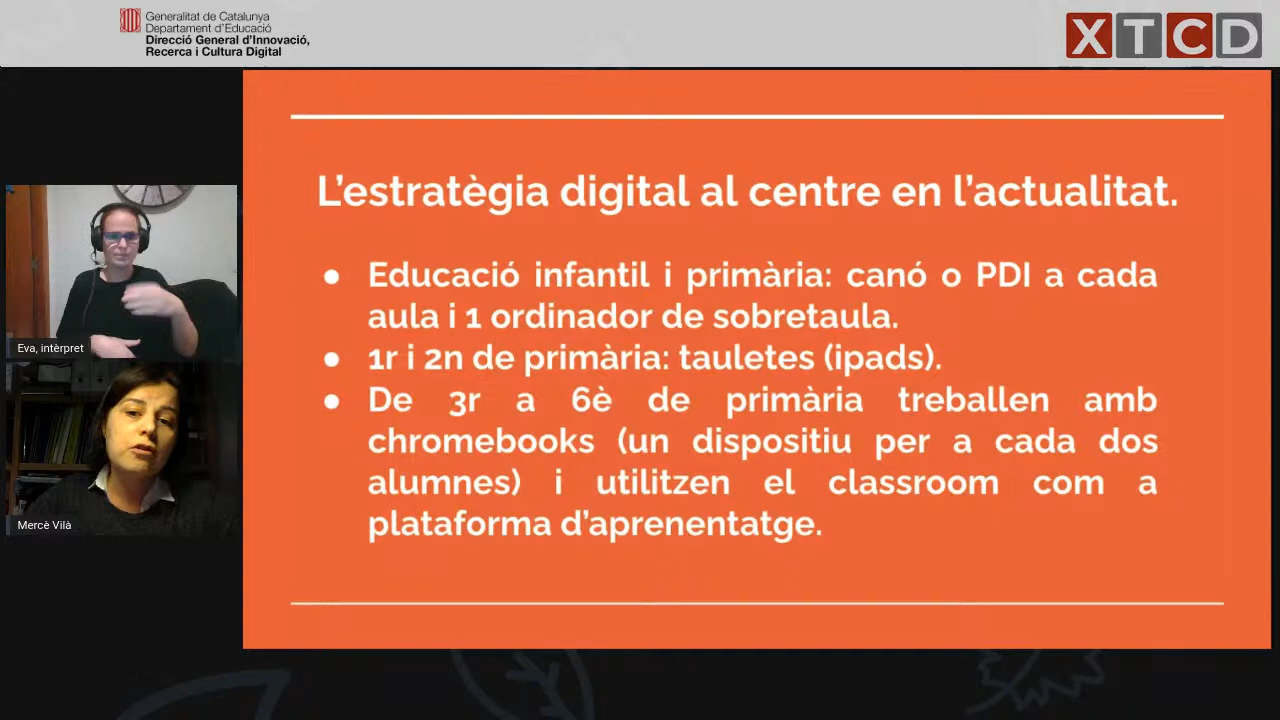 Generalitat de Catalunya
Departament d'Educació
Direcció General d'Innovació,
Recerca i Cultura Digital
XTCD
L'estratègia digital al centre en l'actualitat.
● Educació infantil i primària: canó o PDI a cada
aula i 1 ordinador de sobretaula.
● 1r i 2n de primària: tauletes (ipads).
● De 3r a 6è de primària treballen amb
chromebooks (un dispositiu per a cada dos
alumnes) i utilitzen el classroom com a
plataforma d'aprenentatge.
Eva, intèrpret
Mercè Vilà